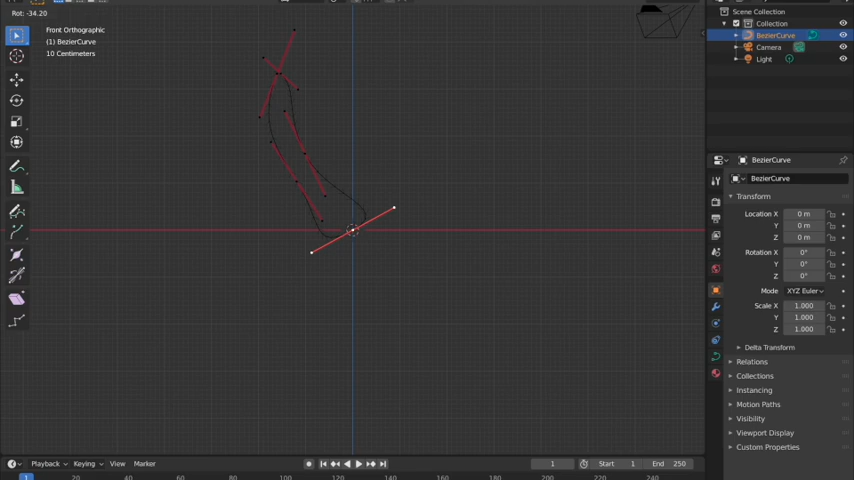 Rot: -34.20
Front Orthographic
(1) BezierCurve
10 Centimeters
Scene Collection
Collection
BezierCurve
Camera
Light
BezierCurve
BezierCurve
Transform
Location X 0 m
Y 0 m
Z 0 m
Rotation X 0°
Y 0°
Z 0°
Mode XYZ Euler
Scale X 1.000
Y 1.000
Z 1.000
Delta Transform
Relations
Collections
Instancing
Motion Paths
Visibility
Viewport Display
Custom Properties
Playback Keying View Marker 1 Start 1 End 250
1 20 40 60 80 100 120 140 160 180 200 220 240